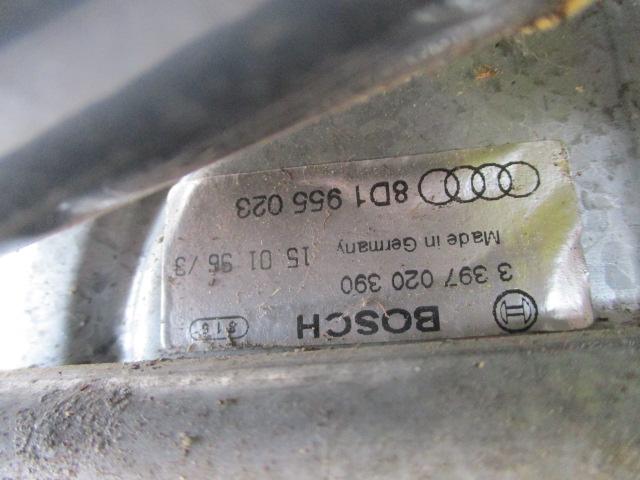 BOSCH
3 397 020 390
Made in Germany 15 01 96 /3
8D1 955 023